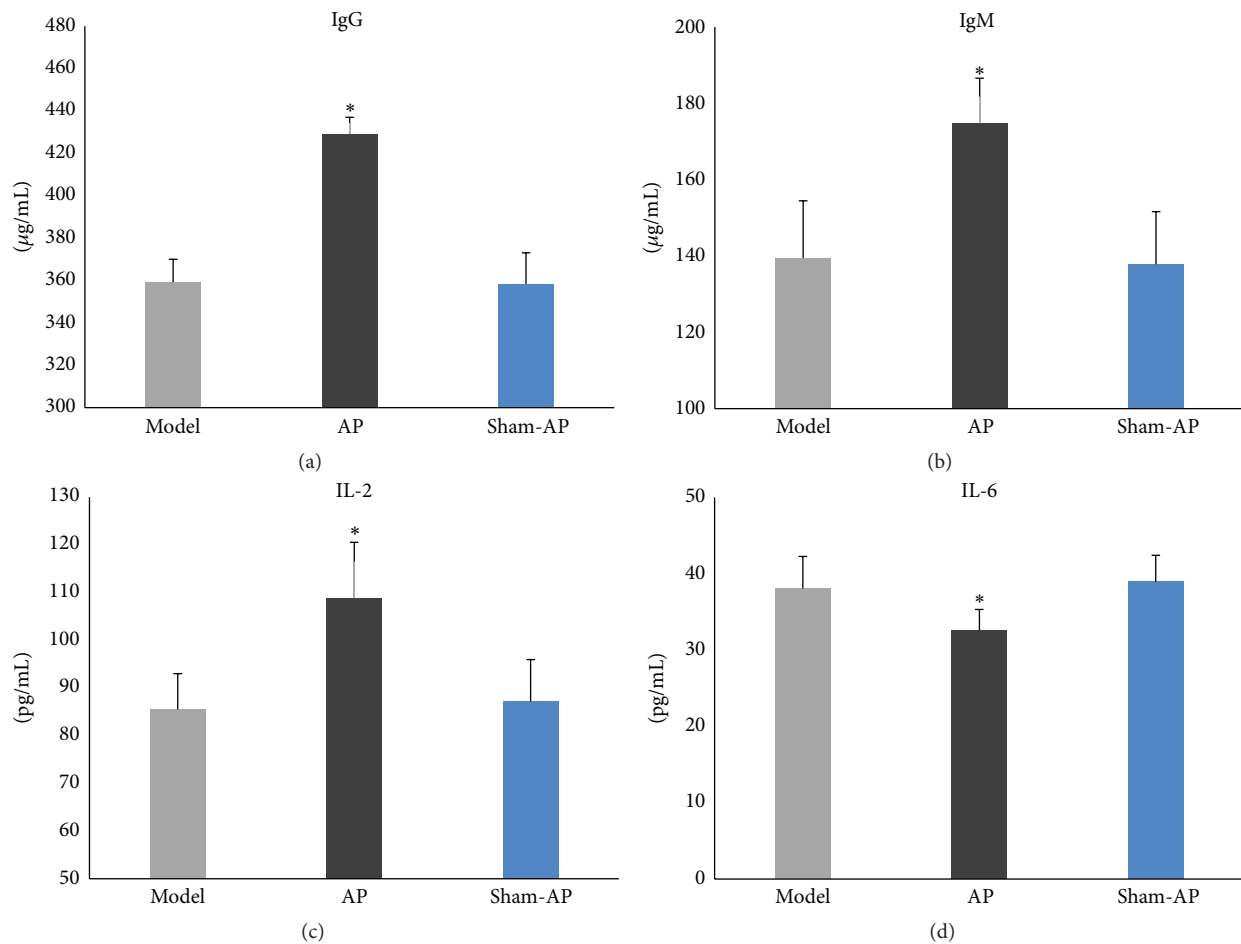 IgG
480
460
440
420
400
380
360
340
320
300
(µg/mL)
*
Model AP Sham-AP
(a)
IgM
200
180
160
140
120
100
(µg/mL)
*
Model AP Sham-AP
(b)
IL-2
130
120
110
100
90
80
70
60
50
(pg/mL)
*
Model AP Sham-AP
(c)
IL-6
50
40
30
20
10
0
(pg/mL)
*
Model AP Sham-AP
(d)